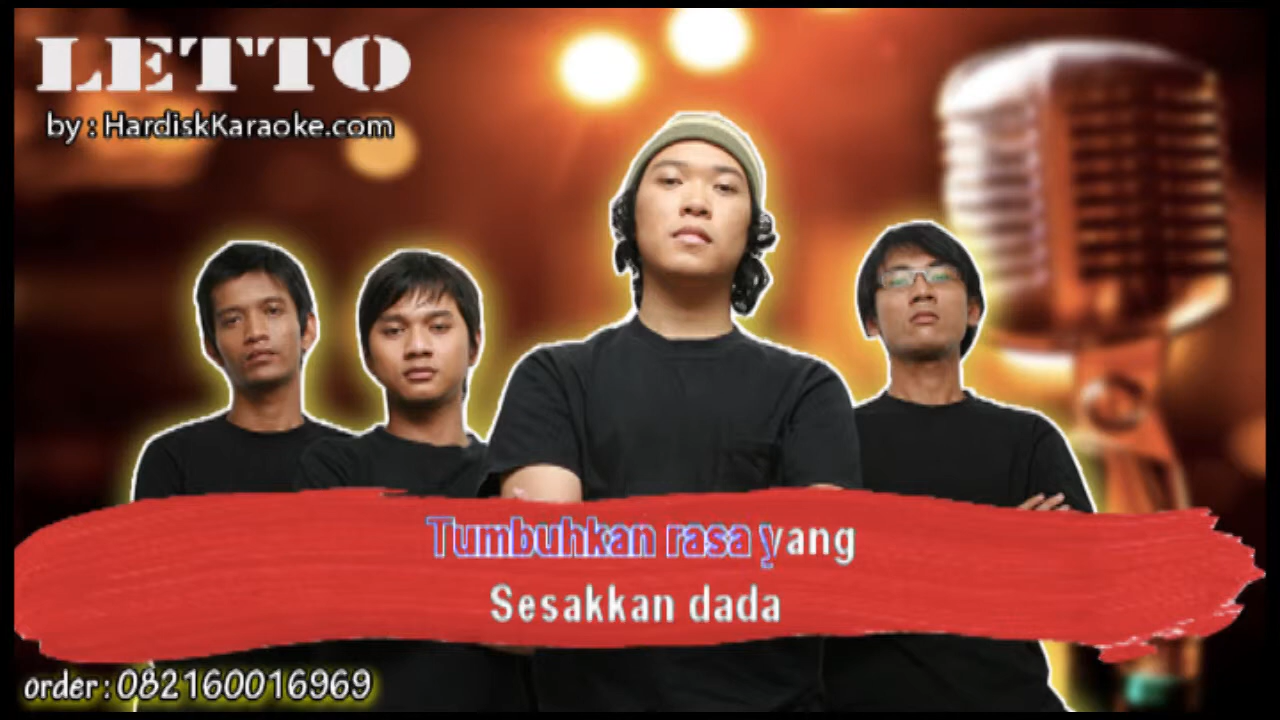 LETTO
by : HardiskKaraoke.com
Tumbuhkan rasa yang
Sesakkan dada
order : 082160016969